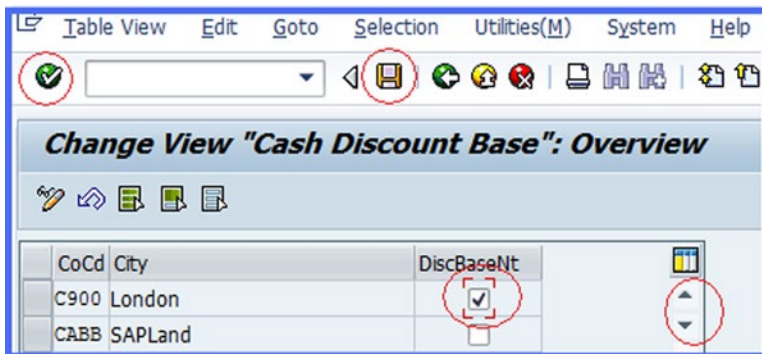 Table View Edit Goto Selection Utilities(M) System Help
Change View "Cash Discount Base": Overview
CoCd City DiscBaseNt
C900 London
CABB SAPLand